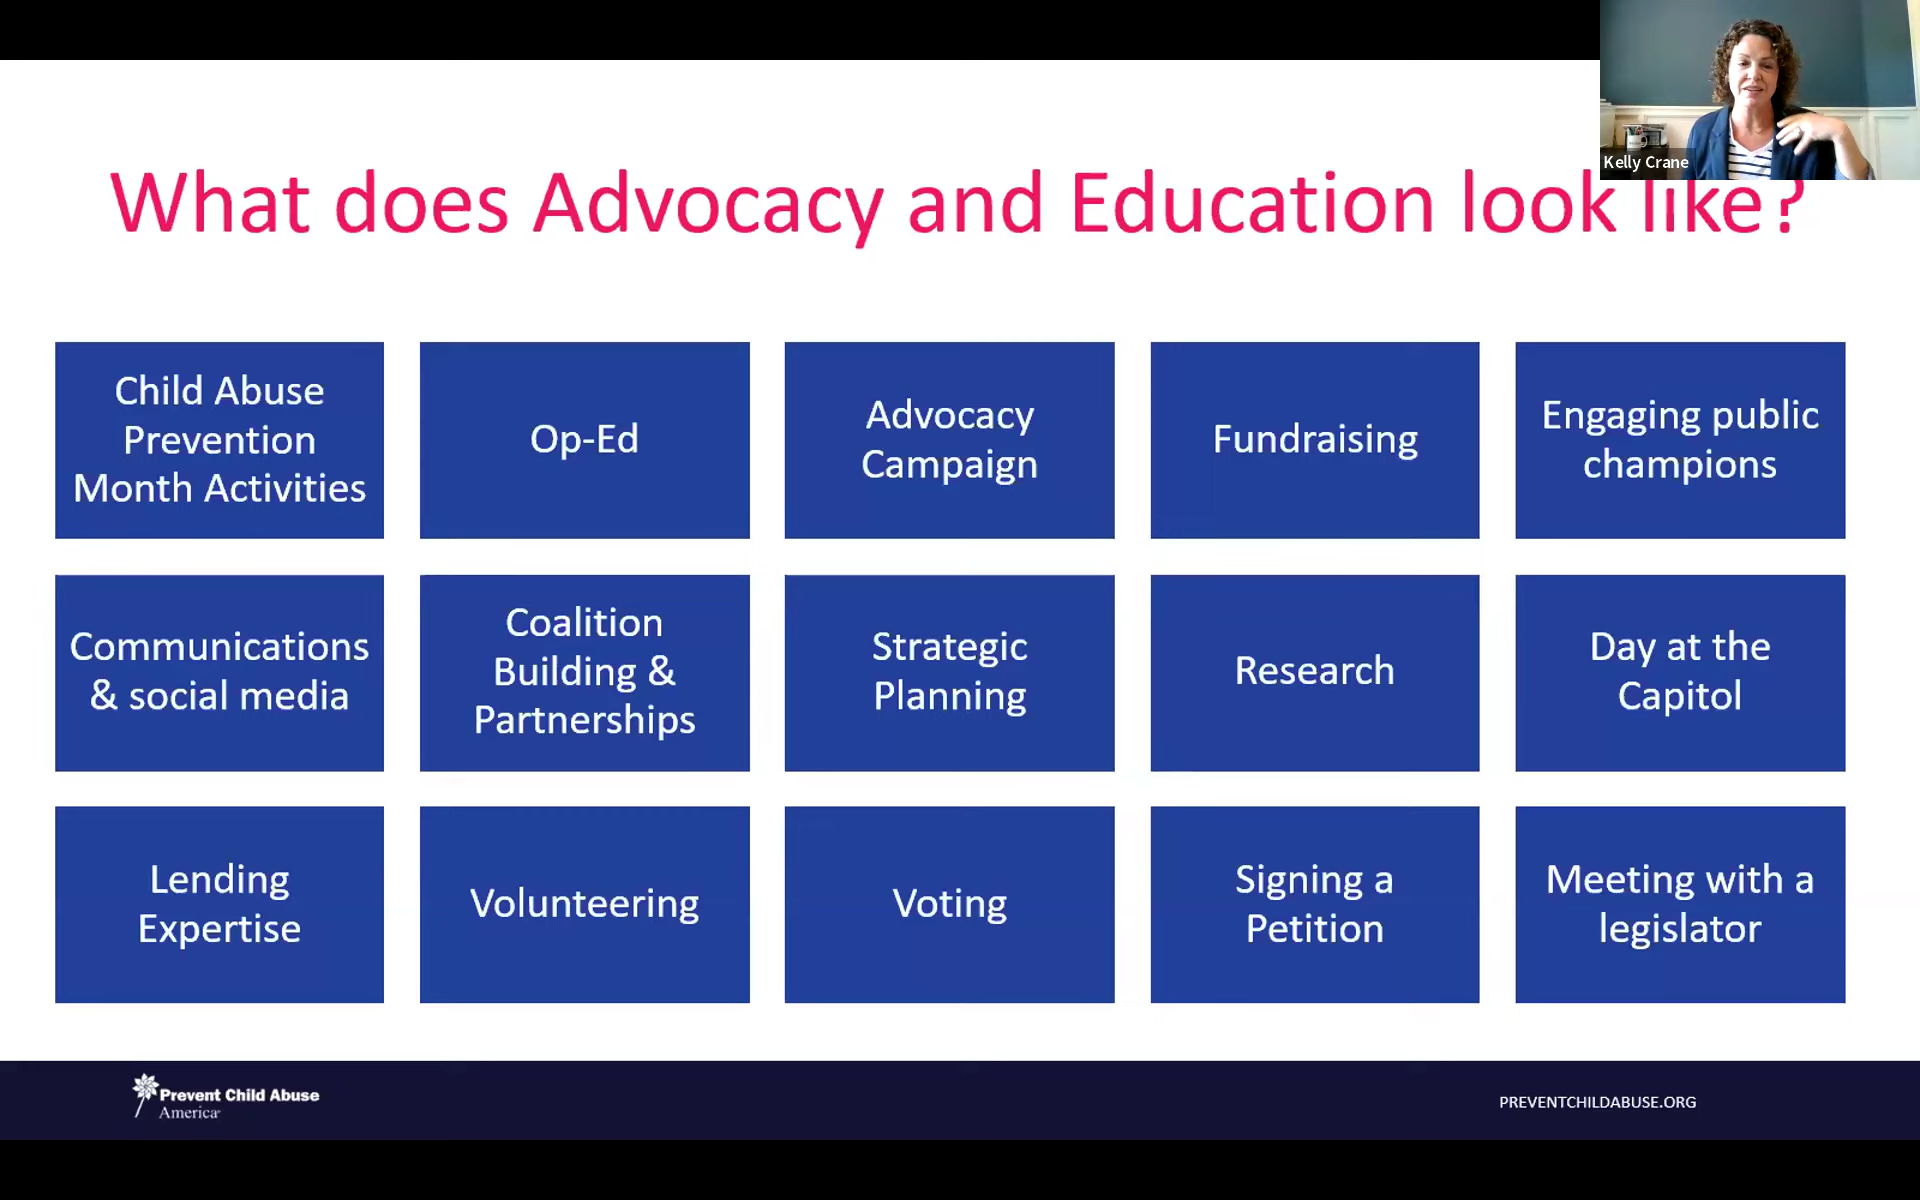 Kelly Crane
What does Advocacy and Education look like?
Child Abuse
Prevention
Month Activities
Op-Ed
Advocacy
Campaign
Fundraising
Engaging public
champions
Communications
& social media
Coalition
Building &
Partnerships
Strategic
Planning
Research
Day at the
Capitol
Lending
Expertise
Volunteering
Voting
Signing a
Petition
Meeting with a
legislator
Prevent Child Abuse
America
PREVENTCHILDABUSE.ORG